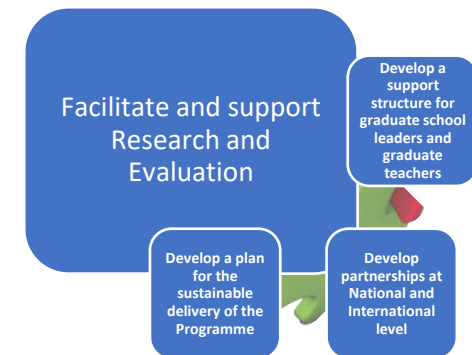 Facilitate and support
Research and
Evaluation
Develop a
support
structure for
graduate school
leaders and
graduate
teachers
Develop a plan
for the
sustainable
delivery of the
Programme
Develop
partnerships at
National and
International
level